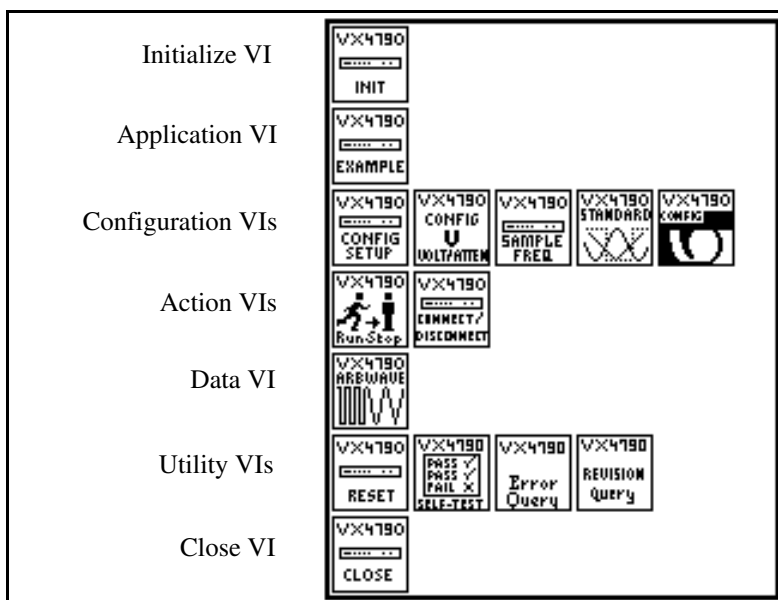 Initialize VI
VX4790
INIT
Application VI
VX4790
EXAMPLE
Configuration VIs
VX4790 VX4790 VX4790 VX4790 VX4790
CONFIG SETUP
CONFIG V VOLT/ATTEN
SAMPLE FREQ
STANDARD
CONFIG
Action VIs
VX4790 VX4790
Run-Stop
CONNECT/ DISCONNECT
Data VI
VX4790
ARBWAVE
Utility VIs
VX4790 VX4790 VX4790 VX4790
RESET
PASS ✓
PASS ✓
FAIL ✗
SELF-TEST
Error Query
REVISION Query
Close VI
VX4790
CLOSE